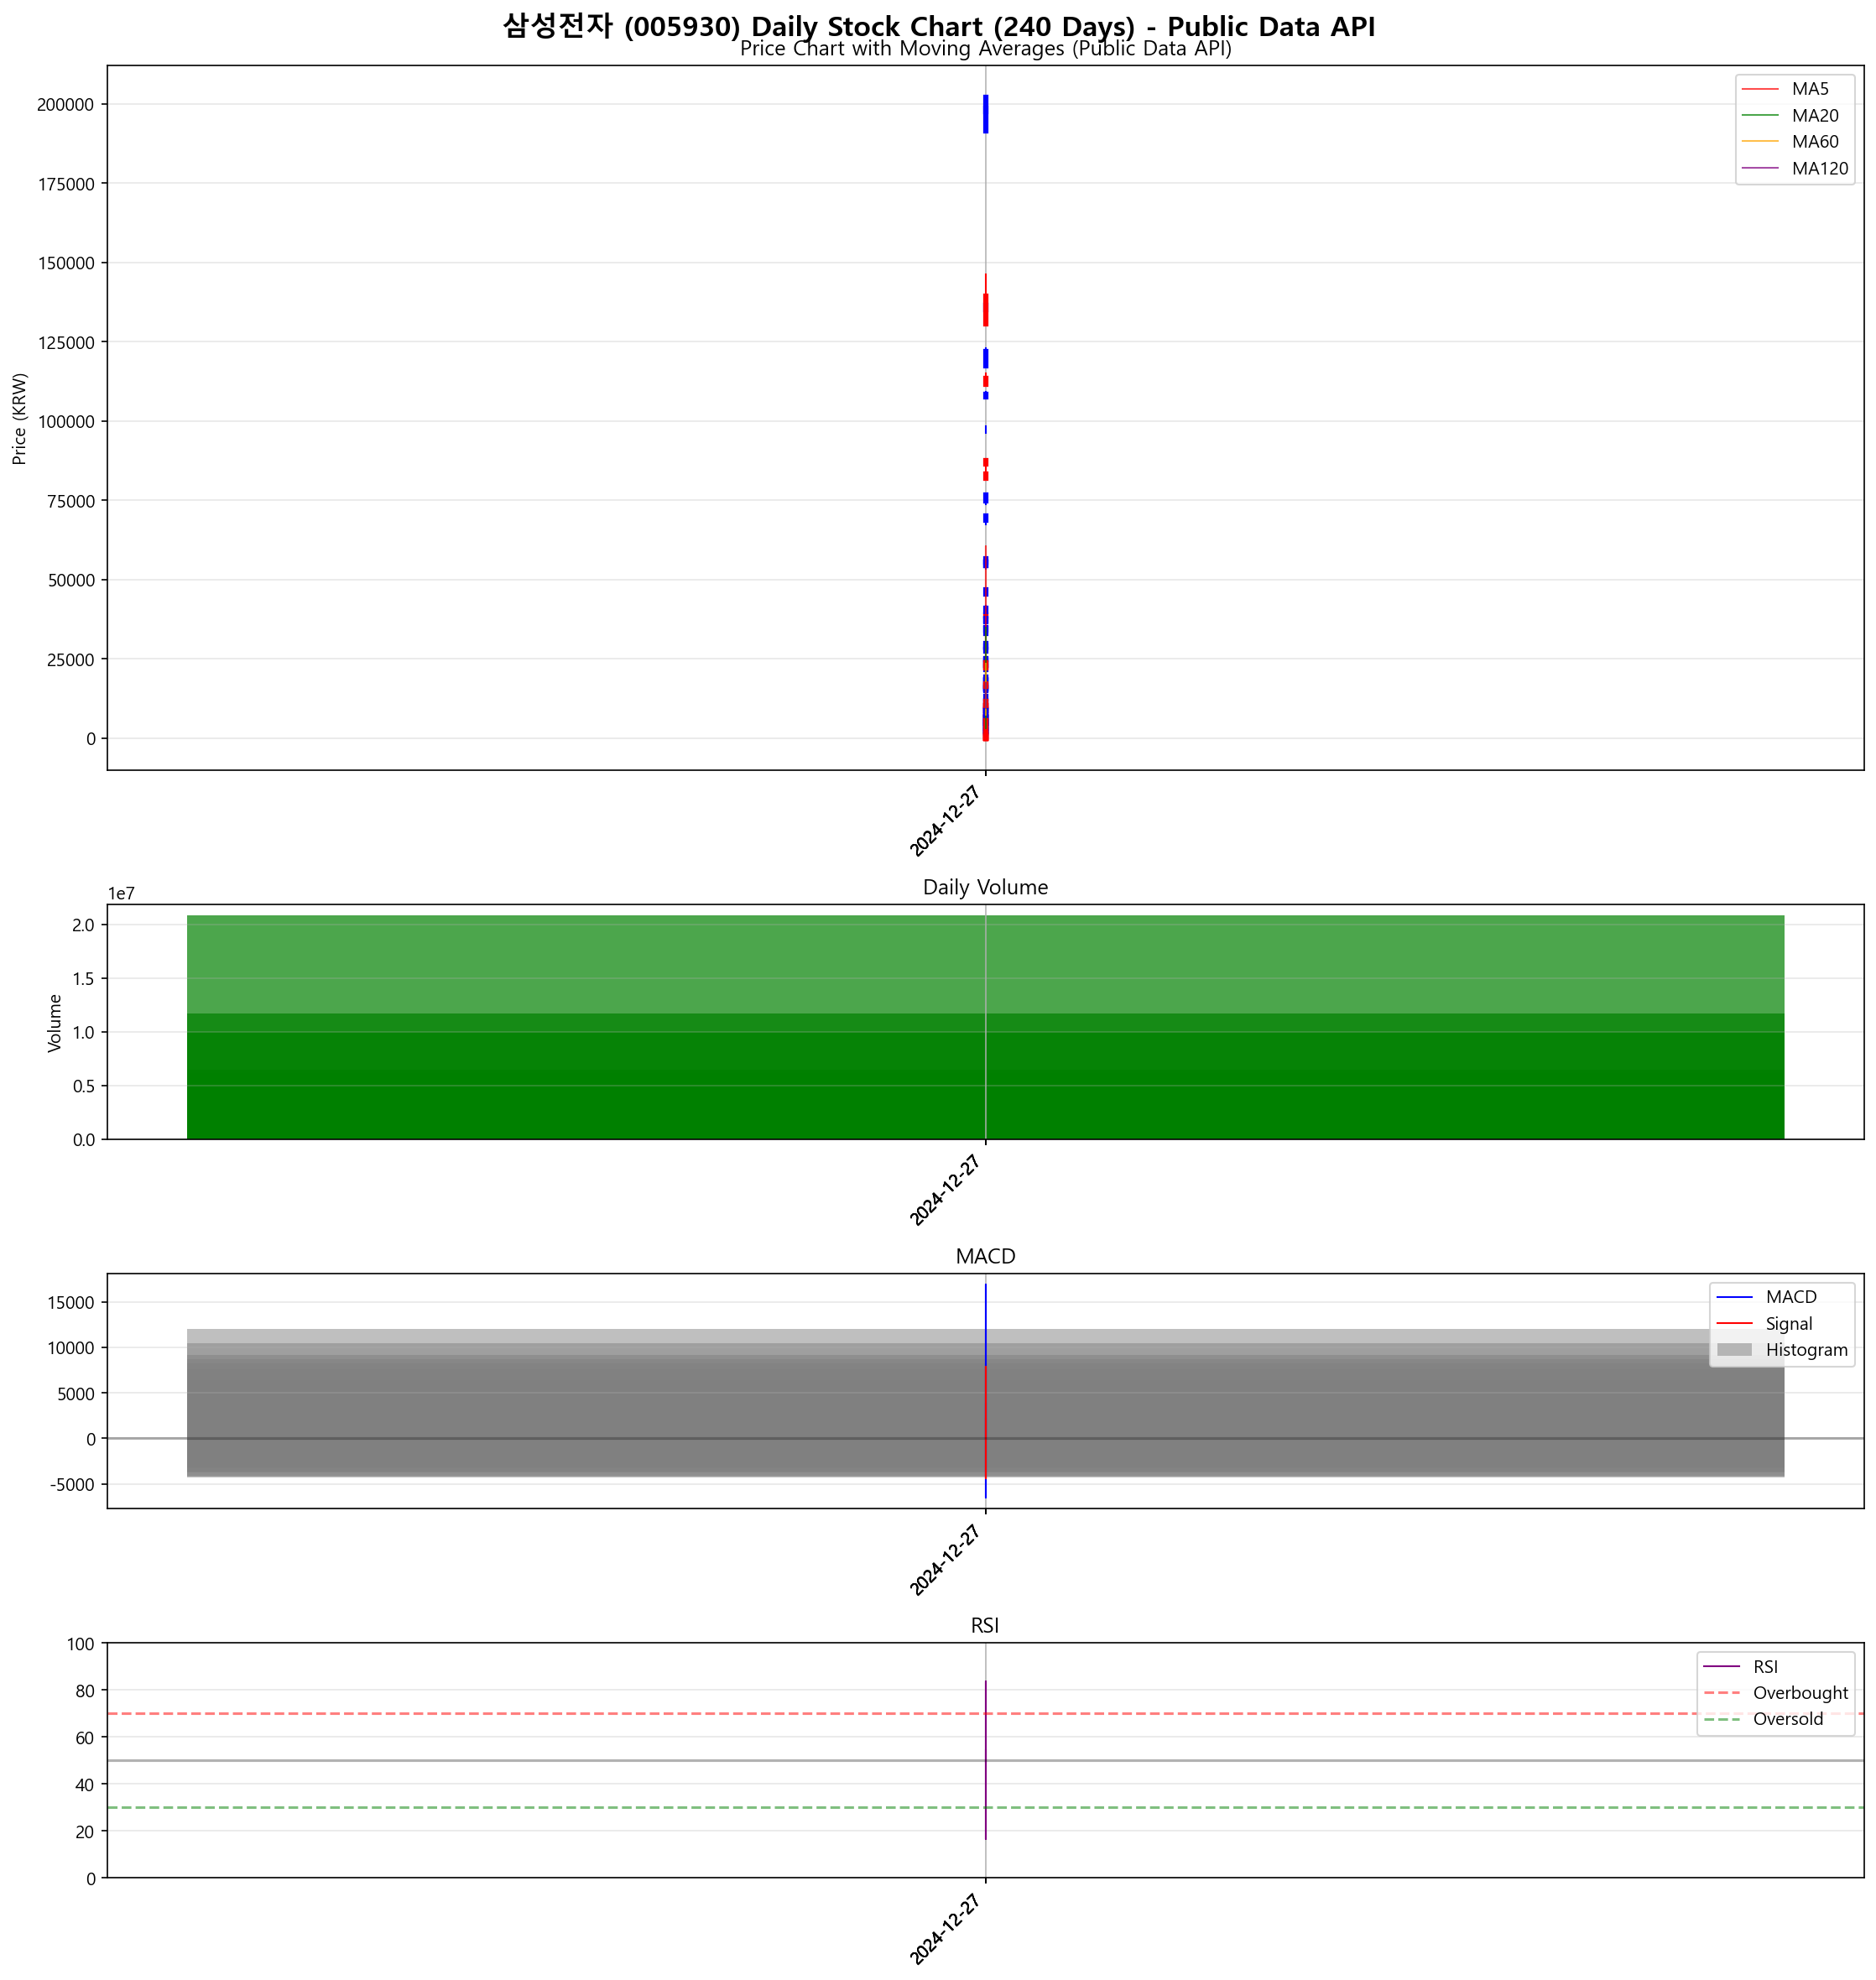 삼성전자 (005930) Daily Stock Chart (240 Days) - Public Data API
Price Chart with Moving Averages (Public Data API)
Price (KRW)
200000
175000
150000
125000
100000
75000
50000
25000
0
MA5
MA20
MA60
MA120
2024-12-27
Daily Volume
1e7
Volume
2.0
1.5
1.0
0.5
0.0
2024-12-27
MACD
15000
10000
5000
0
-5000
MACD
Signal
Histogram
2024-12-27
RSI
100
80
60
40
20
0
RSI
Overbought
Oversold
2024-12-27